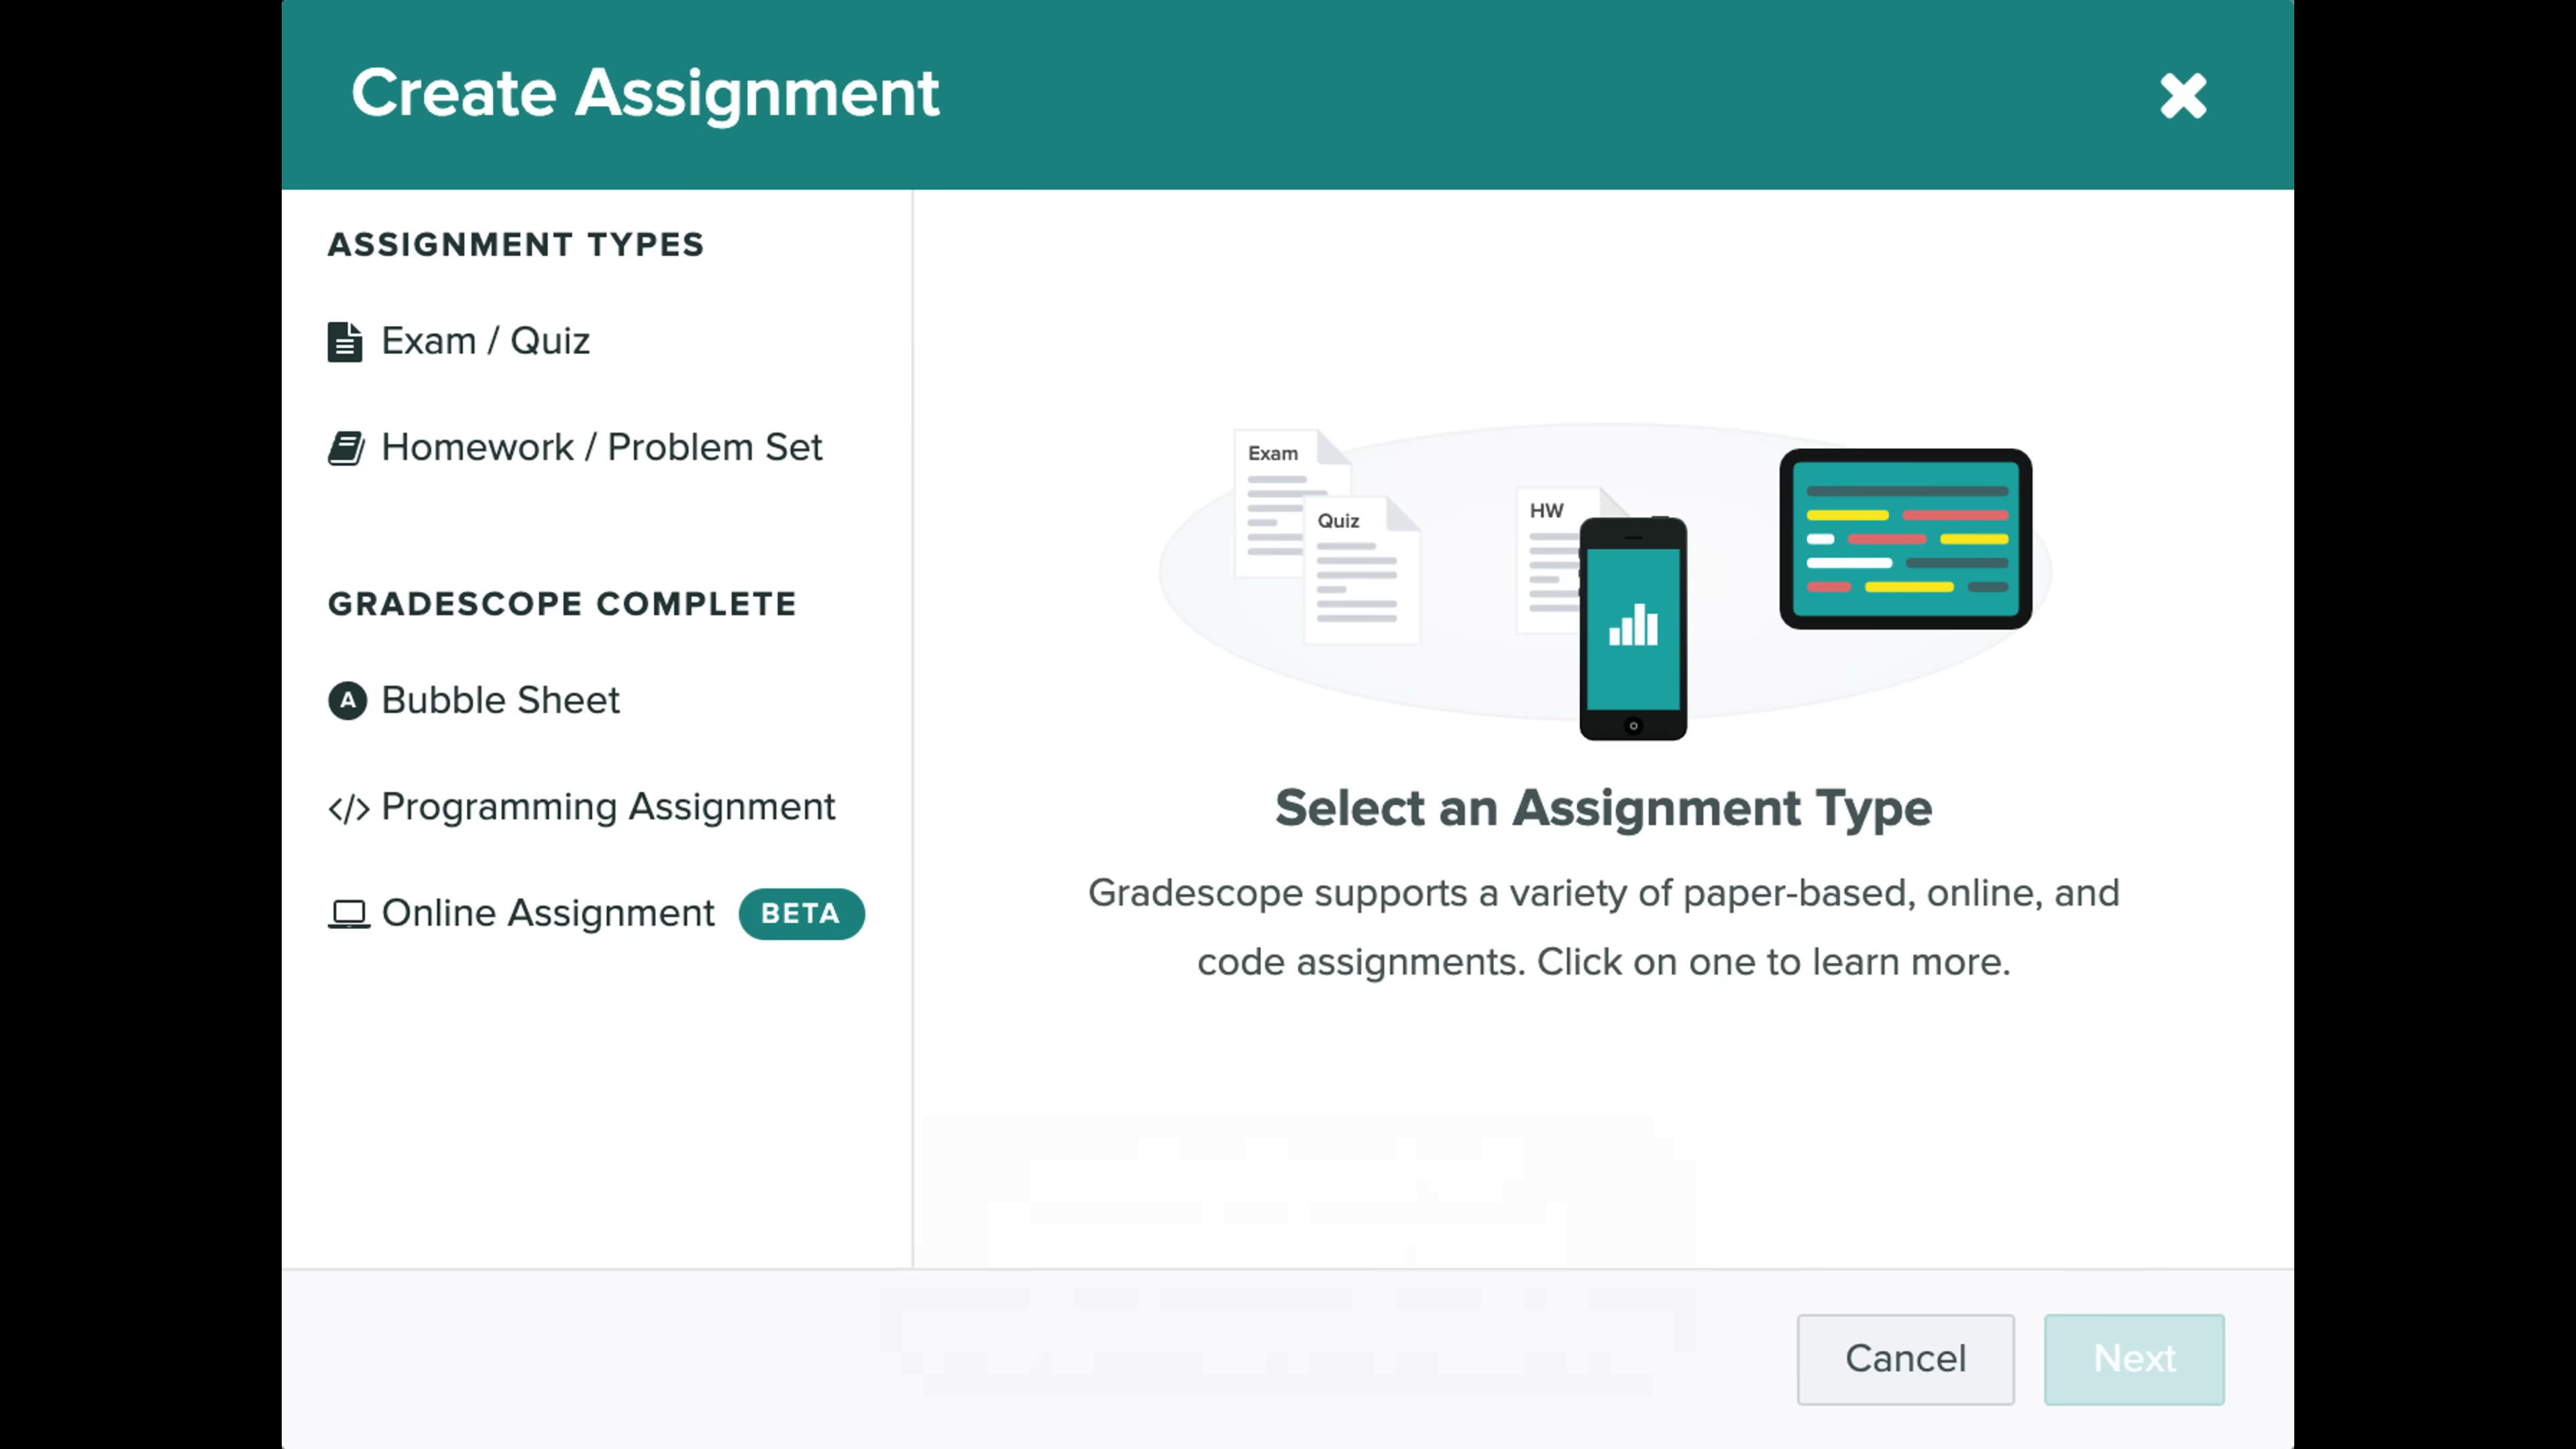 Create Assignment
ASSIGNMENT TYPES
Exam / Quiz
Homework / Problem Set
GRADESCOPE COMPLETE
A Bubble Sheet
</> Programming Assignment
Online Assignment BETA
Exam
Quiz
HW
Select an Assignment Type
Gradescope supports a variety of paper-based, online, and
code assignments. Click on one to learn more.
Cancel
Next